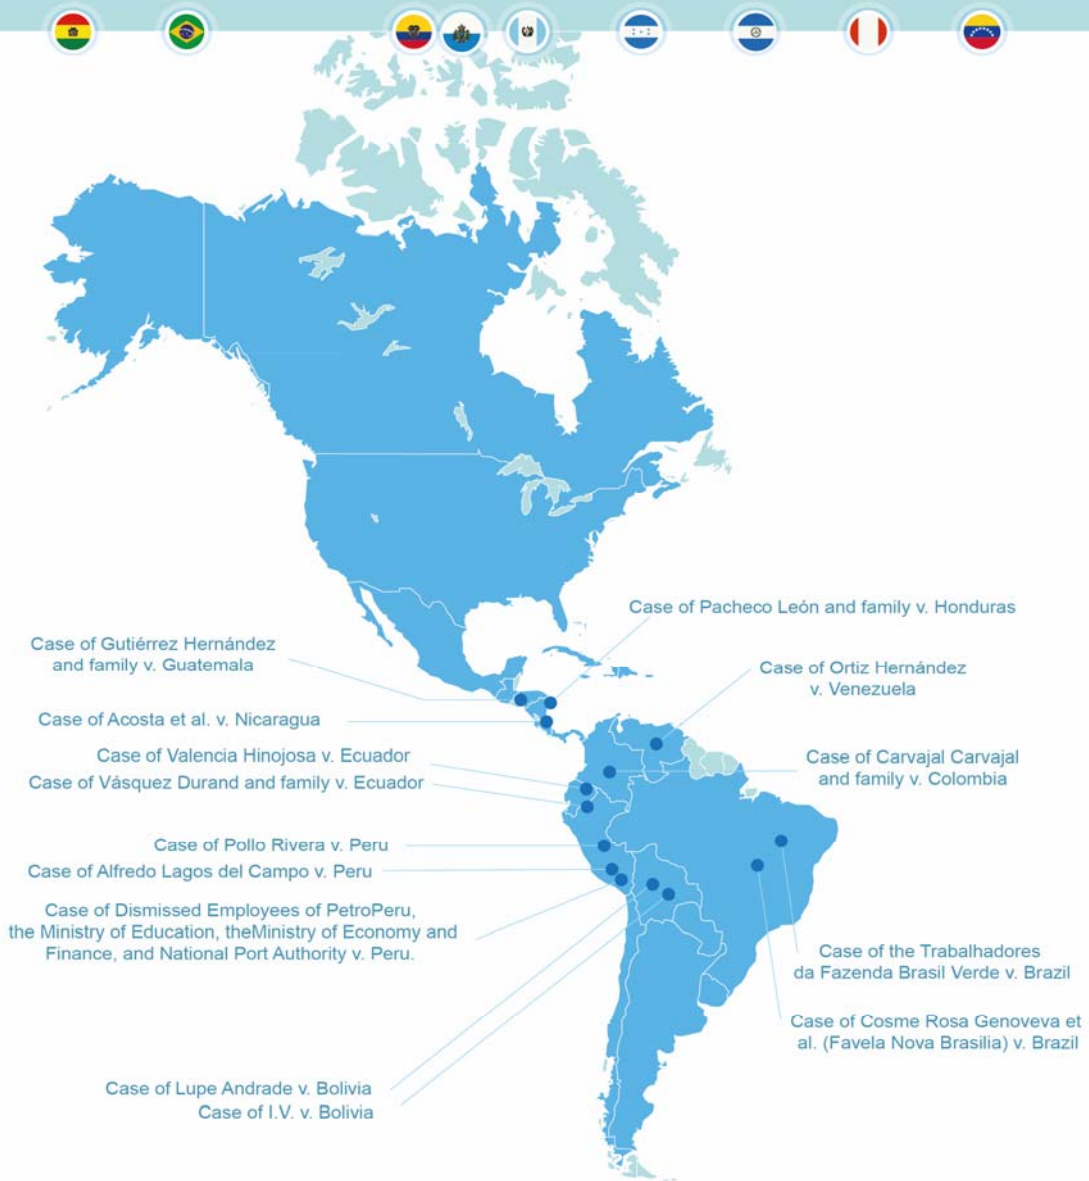 Case of Pacheco León and family v. Honduras
Case of Gutiérrez Hernández
and family v. Guatemala
Case of Ortiz Hernández
v. Venezuela
Case of Acosta et al. v. Nicaragua
Case of Valencia Hinojosa v. Ecuador
Case of Vásquez Durand and family v. Ecuador
Case of Carvajal Carvajal
and family v. Colombia
Case of Pollo Rivera v. Peru
Case of Alfredo Lagos del Campo v. Peru
Case of Dismissed Employees of PetroPeru,
the Ministry of Education, theMinistry of Economy and
Finance, and National Port Authority v. Peru.
Case of the Trabalhadores
da Fazenda Brasil Verde v. Brazil
Case of Cosme Rosa Genoveva et
al. (Favela Nova Brasilia) v. Brazil
Case of Lupe Andrade v. Bolivia
Case of I.V. v. Bolivia